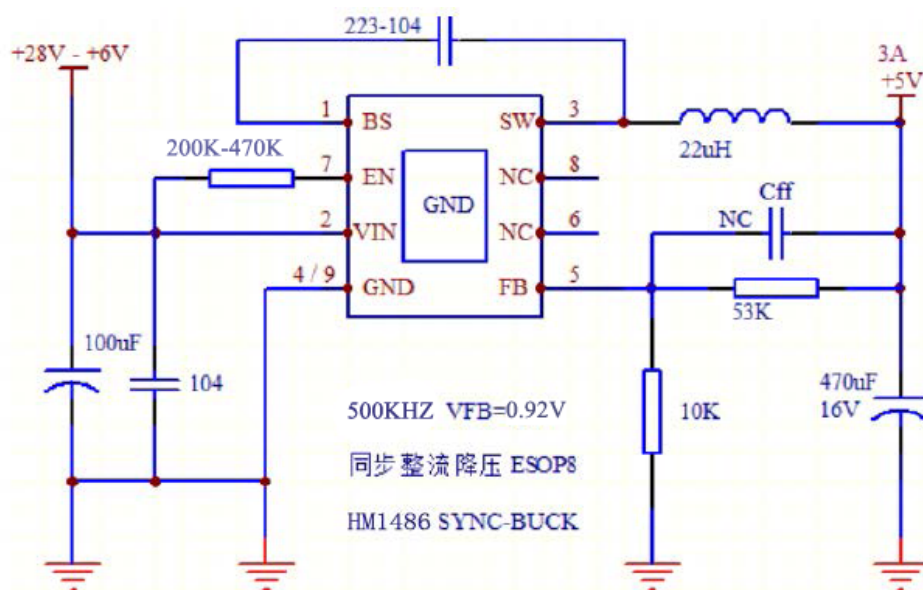 223-104
+28V - +6V
3A
+5V
1
BS
SW
3
200K-470K
22uH
7
EN
NC
8
Cff
GND
NC
2
VIN
NC
6
4 / 9
GND
FB
5
53K
100uF
104
470uF
16V
10K
500KHZ VFB=0.92V
同步整流降压 ESOP8
HM1486 SYNC-BUCK